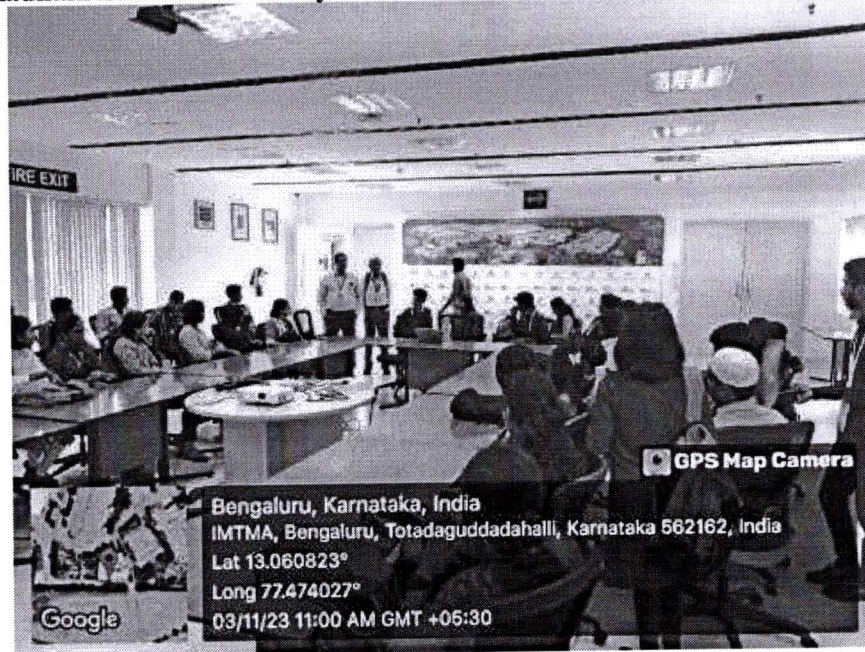 IRE EXIT
GPS Map Camera
Bengaluru, Karnataka, India
IMTMA, Bengaluru, Totadaguddadahalli, Karnataka 562162, India
Lat 13.060823°
Long 77.474027°
03/11/23 11:00 AM GMT +05:30
Google